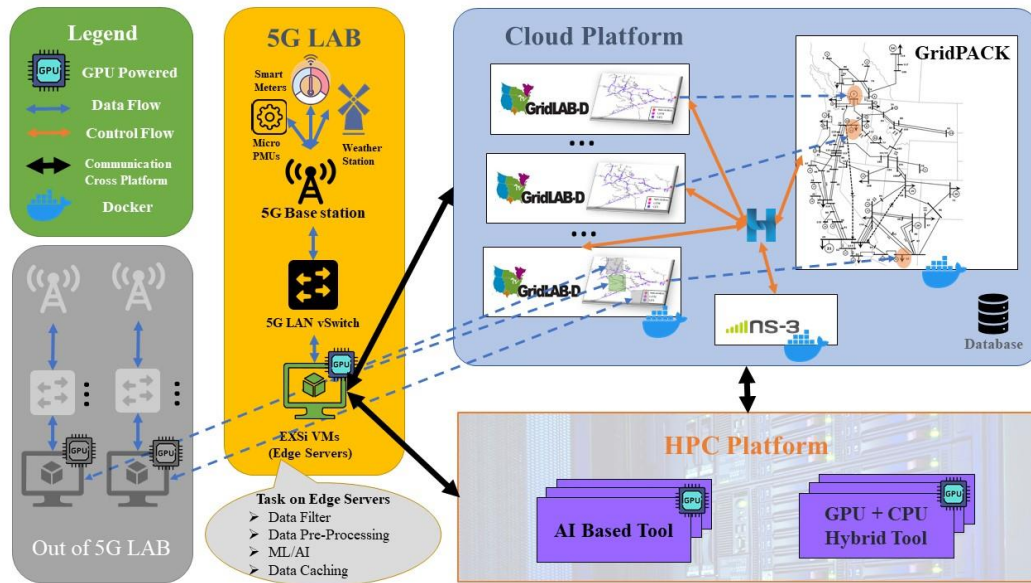 Legend
GPU
GPU Powered
Data Flow
Control Flow
Communication
Cross Platform
Docker
5G LAB
Smart
Meters
Micro
PMUs
Weather
Station
5G Base station
5G LAN vSwitch
GPU
EXSi VMs
(Edge Servers)
Task on Edge Servers
Data Filter
Data Pre-Processing
ML/AI
Data Caching
GPU
GPU
Out of 5G LAB
Cloud Platform
GridLAB-D
GridLAB-D
GridLAB-D
GridPACK
H
NS-3
Database
HPC Platform
GPU
AI Based Tool
GPU
GPU + CPU
Hybrid Tool